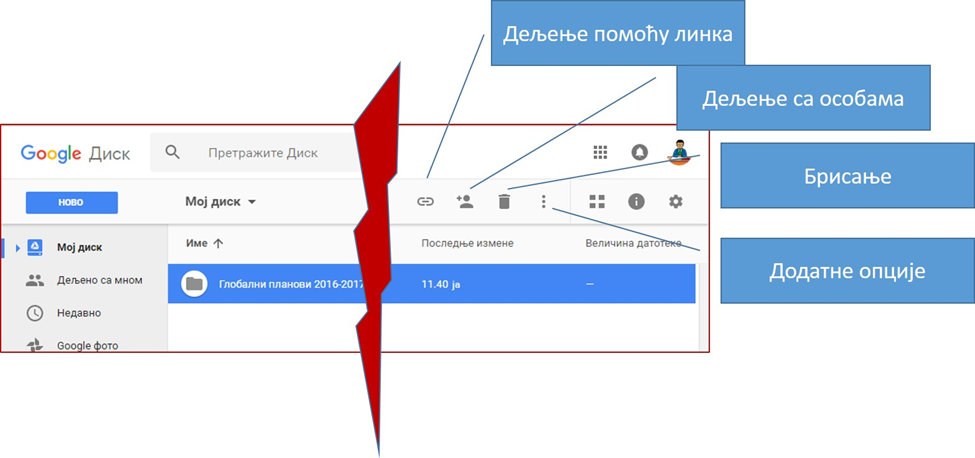 Дељење помоћу линка
Дељење са особама
Брисање
Додатне опције
Google Диск
Претражите Диск
НОВО
Мој диск
Мој диск
Дељено са мном
Недавно
Google фото
Име
Последње измене
Величина датотеке
Глобални планови 2016-2017
11.40 ја
—